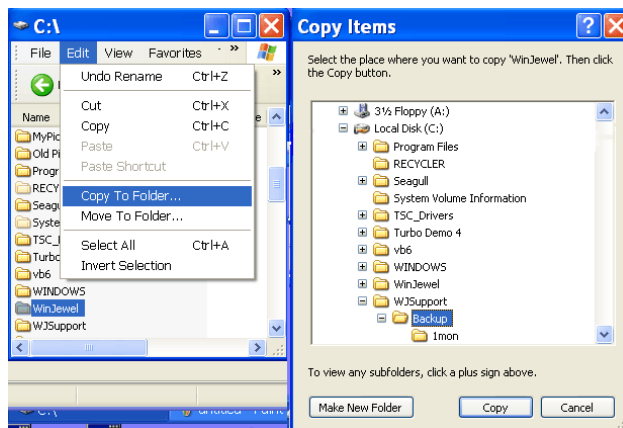 C:\
File Edit View Favorites »
Undo Rename Ctrl+Z
»
Cut Ctrl+X
Copy Ctrl+C
Paste Ctrl+V
Paste Shortcut
Copy To Folder...
Move To Folder...
Select All Ctrl+A
Invert Selection
Name
MyPic
Old Pi
Progr
RECY
Seagu
Syste
TSC_
Turbo
vb6
WINDOWS
WinJewel
WJSupport
C:\
untitled - Paint
Copy Items
Select the place where you want to copy 'WinJewel'. Then click
the Copy button.
3½ Floppy (A:)
Local Disk (C:)
Program Files
RECYCLER
Seagull
System Volume Information
TSC_Drivers
Turbo Demo 4
vb6
WINDOWS
WinJewel
WJSupport
Backup
1mon
To view any subfolders, click a plus sign above.
Make New Folder Copy Cancel